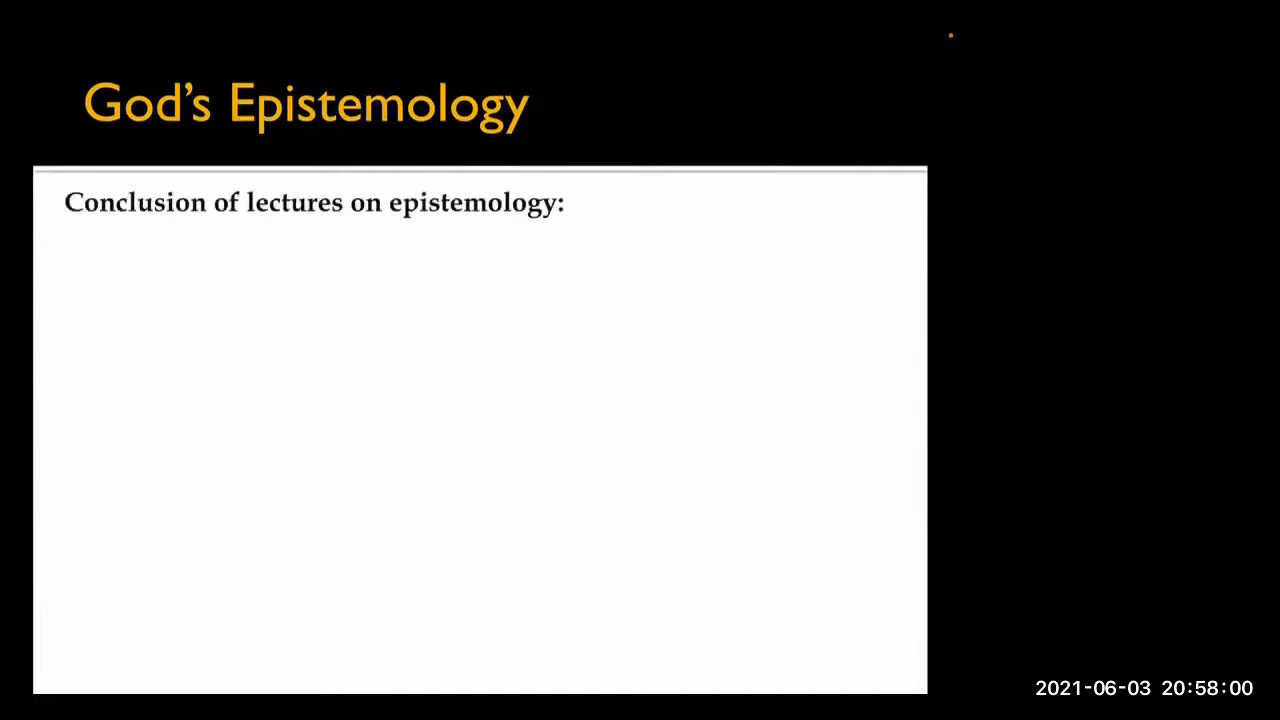 God’s Epistemology
Conclusion of lectures on epistemology:
2021-06-03 20:58:00